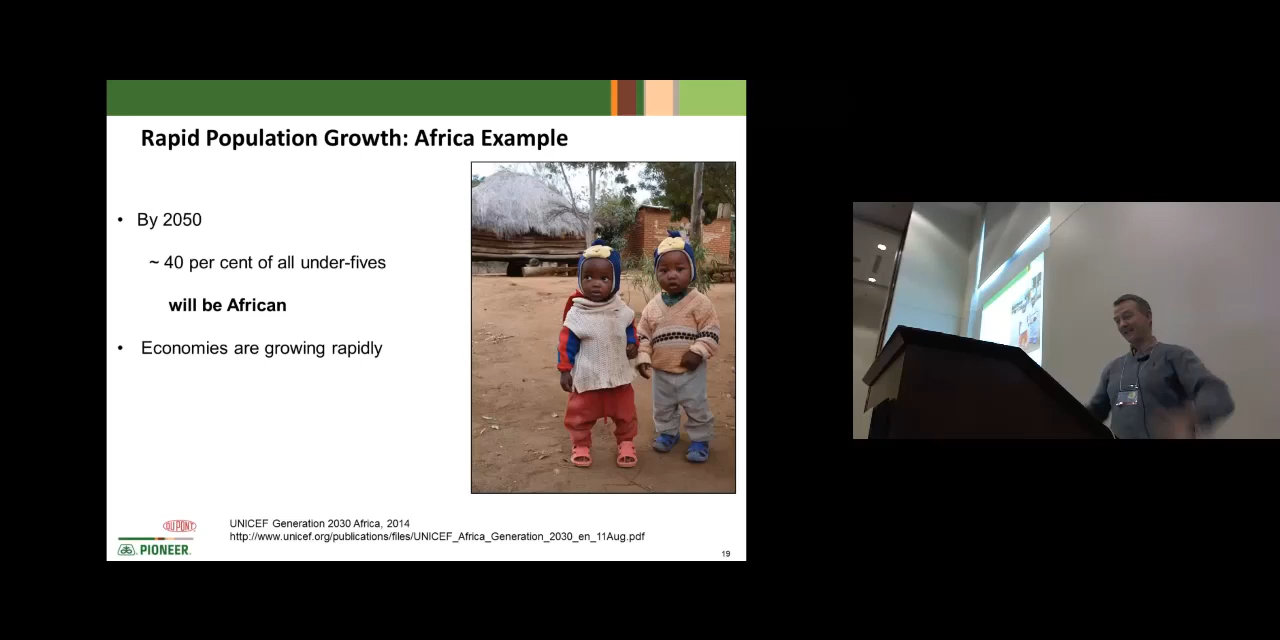 Rapid Population Growth: Africa Example
• By 2050
~ 40 per cent of all under-fives
will be African
• Economies are growing rapidly
UNICEF Generation 2030 Africa, 2014
http://www.unicef.org/publications/files/UNICEF_Africa_Generation_2030_en_11Aug.pdf
DUPONT
PIONEER.
19